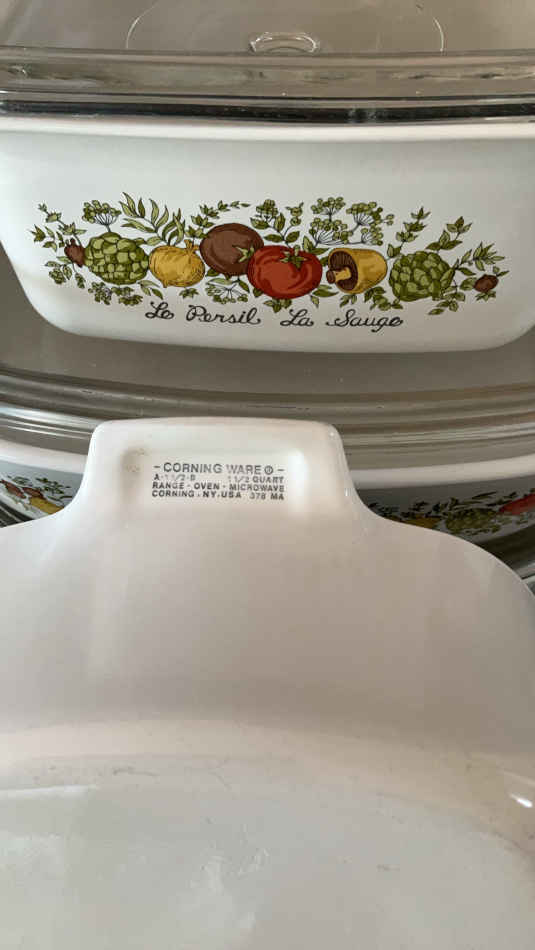 Le Persil La Sauge
- CORNING WARE ® -
A-1 1/2-B 1 1/2 QUART
RANGE - OVEN - MICROWAVE
CORNING, NY, USA 378 MA